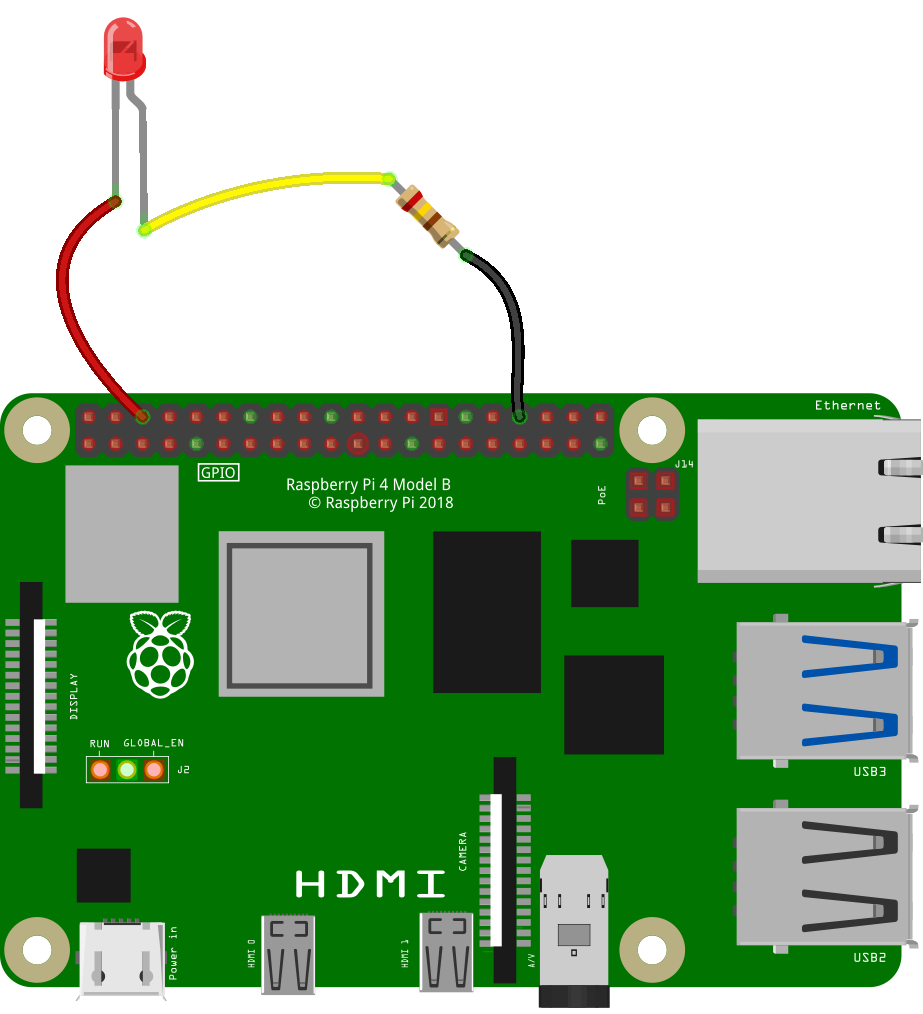 Ethernet
GPIO
J14
Raspberry Pi 4 Model B
© Raspberry Pi 2018
PoE
DISPLAY
RUN
GLOBAL_EN
J2
USB3
CAMERA
HDMI
Power in
HDMI 0
HDMI 1
A/V
USB2